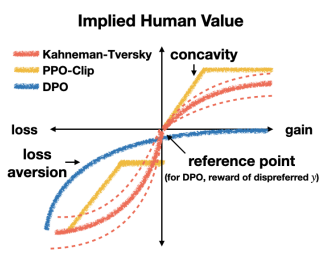 Implied Human Value
Kahneman-Tversky
PPO-Clip
DPO
concavity
loss
gain
loss
aversion
reference point
(for DPO, reward of dispreferred y)